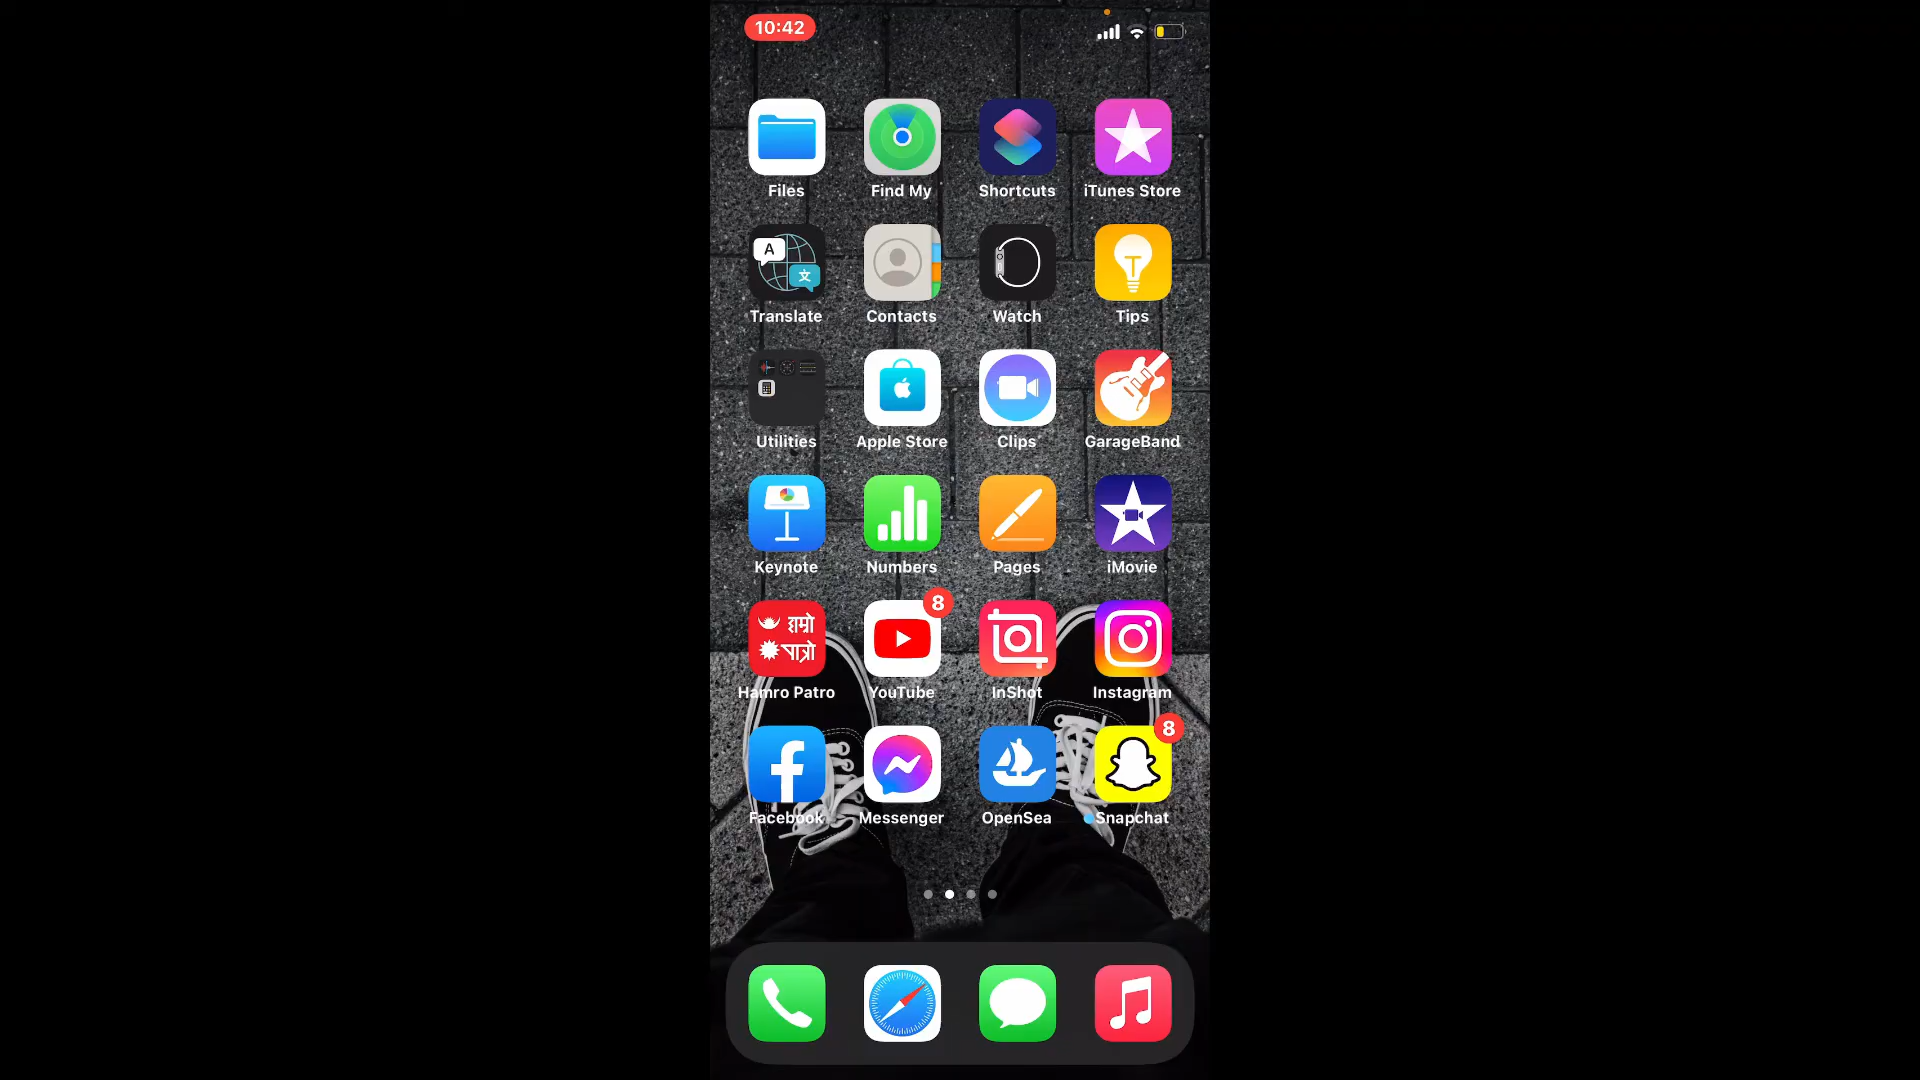 10:42
Files Find My Shortcuts iTunes Store
A 文
Translate Contacts Watch Tips
Utilities Apple Store Clips GarageBand
Keynote Numbers Pages iMovie
8
हाम्रो
पात्रो
Hamro Patro YouTube InShot Instagram
8
Facebook Messenger OpenSea Snapchat